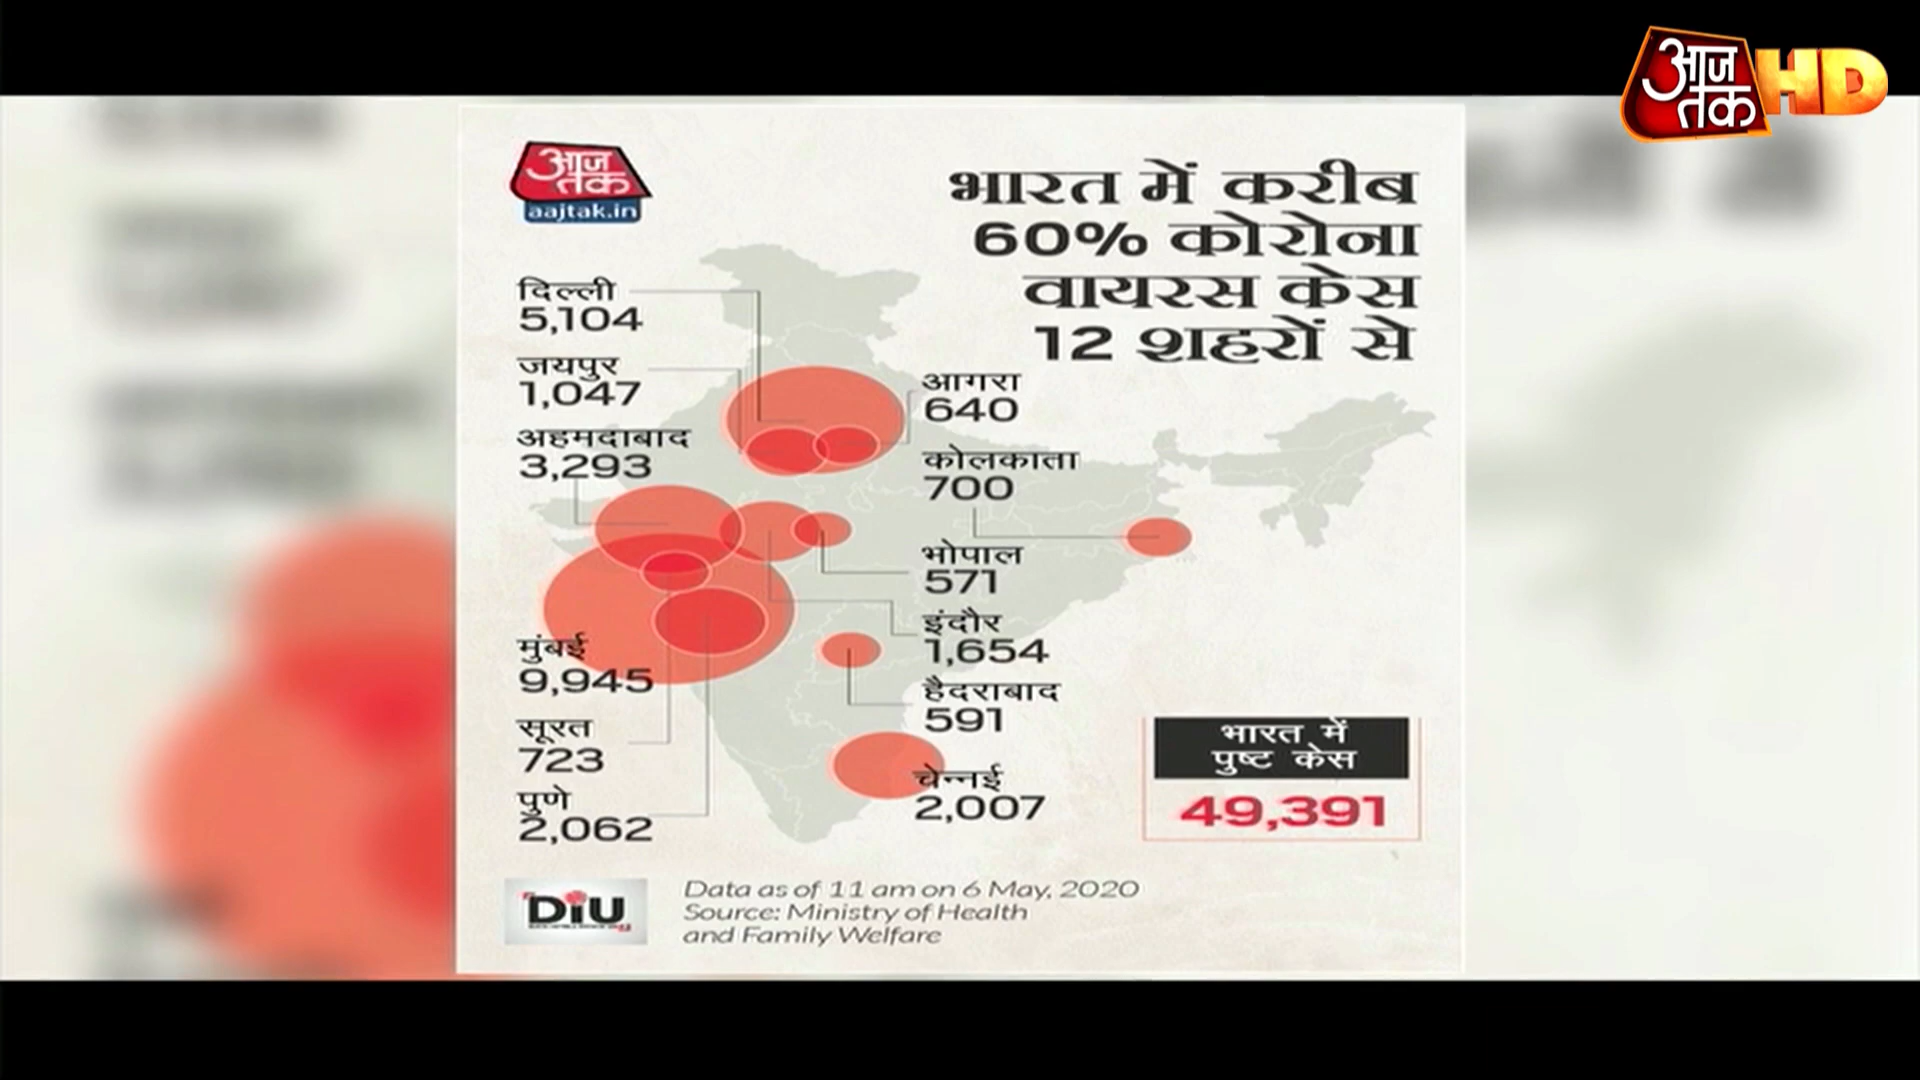 आज
तक HD
आज
तक
aajtak.in
भारत में करीब
60% कोरोना
वायरस केस
12 शहरों से
दिल्ली
5,104
जयपुर
1,047
अहमदाबाद
3,293
मुंबई
9,945
सूरत
723
पुणे
2,062
आगरा
640
कोलकाता
700
भोपाल
571
इंदौर
1,654
हैदराबाद
591
चेन्नई
2,007
भारत में
पुष्ट केस
49,391
DiU
Data as of 11 am on 6 May, 2020
Source: Ministry of Health
and Family Welfare